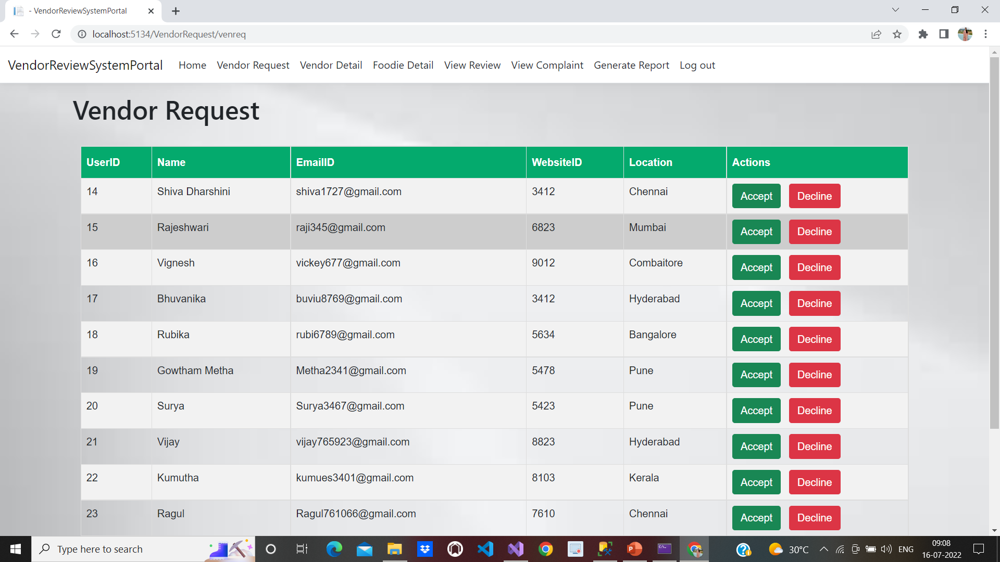 - VendorReviewSystemPortal
localhost:5134/VendorRequest/venreq
VendorReviewSystemPortal Home Vendor Request Vendor Detail Foodie Detail View Review View Complaint Generate Report Log out
Vendor Request
UserID Name EmailID WebsiteID Location Actions
14 Shiva Dharshini shiva1727@gmail.com 3412 Chennai Accept Decline
15 Rajeshwari raji345@gmail.com 6823 Mumbai Accept Decline
16 Vignesh vickey677@gmail.com 9012 Combaitore Accept Decline
17 Bhuvanika buviu8769@gmail.com 3412 Hyderabad Accept Decline
18 Rubika rubi6789@gmail.com 5634 Bangalore Accept Decline
19 Gowtham Metha Metha2341@gmail.com 5478 Pune Accept Decline
20 Surya Surya3467@gmail.com 5423 Pune Accept Decline
21 Vijay vijay765923@gmail.com 8823 Hyderabad Accept Decline
22 Kumutha kumues3401@gmail.com 8103 Kerala Accept Decline
23 Ragul Ragul761066@gmail.com 7610 Chennai Accept Decline
Type here to search
30°C ENG
09:08
16-07-2022